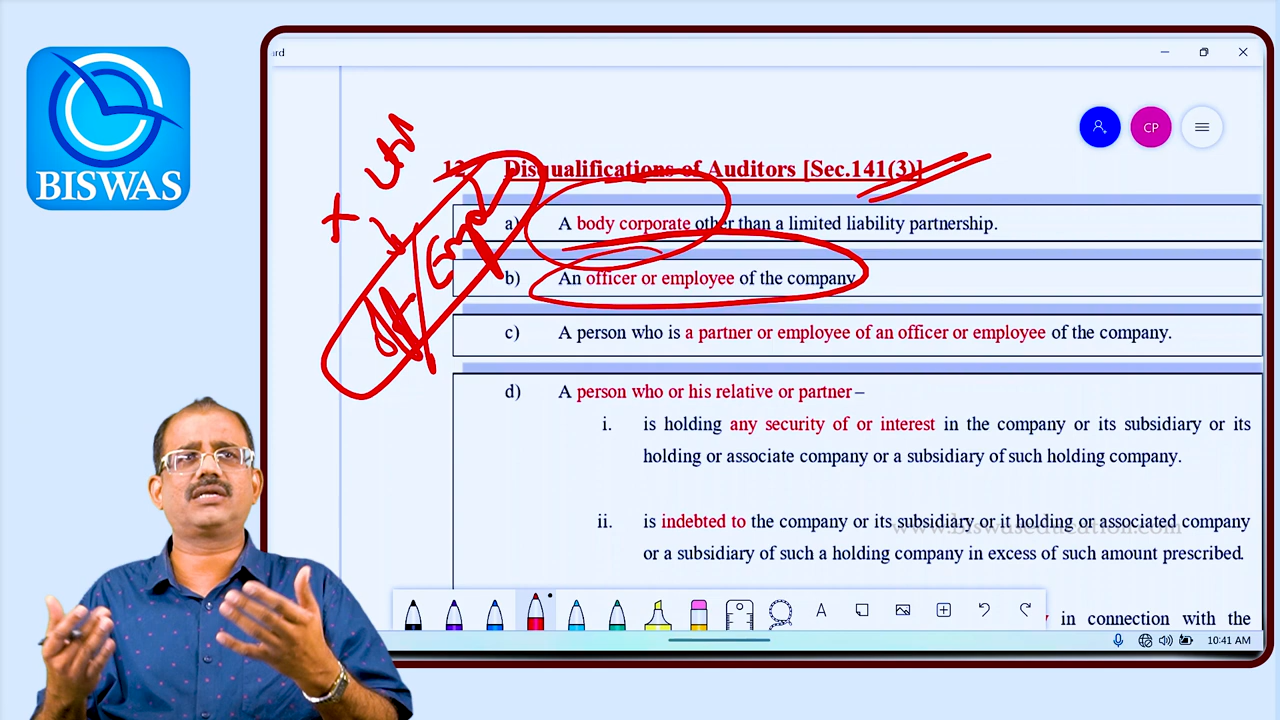 BISWAS
ard
CP
12. Disqualifications of Auditors [Sec.141(3)]
a) A body corporate other than a limited liability partnership.
b) An officer or employee of the company
c) A person who is a partner or employee of an officer or employee of the company.
d) A person who or his relative or partner –
i. is holding any security of or interest in the company or its subsidiary or its
holding or associate company or a subsidiary of such holding company.
ii. is indebted to the company or its subsidiary or it holding or associated company
or a subsidiary of such a holding company in excess of such amount prescribed.
www.biswaseducation.com
in connection with the
10:41 AM